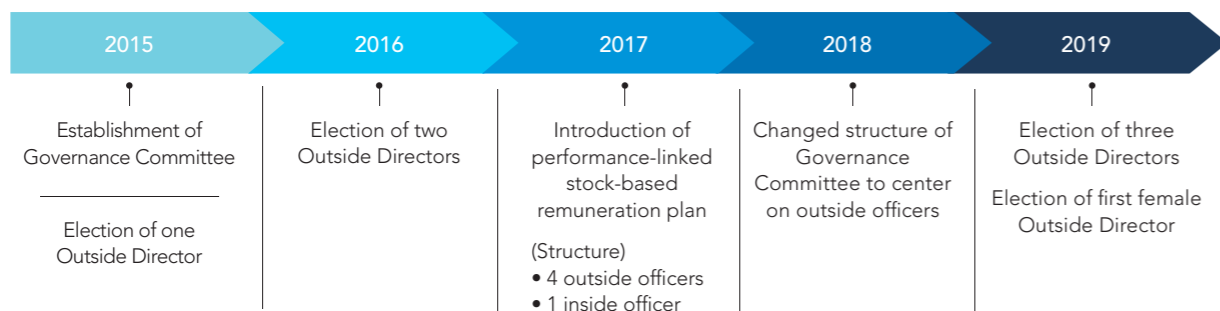 2015
2016
2017
2018
2019
Establishment of
Governance Committee
Election of one
Outside Director
Election of two
Outside Directors
Introduction of
performance-linked
stock-based
remuneration plan
(Structure)
• 4 outside officers
• 1 inside officer
Changed structure of
Governance
Committee to center
on outside officers
Election of three
Outside Directors
Election of first female
Outside Director